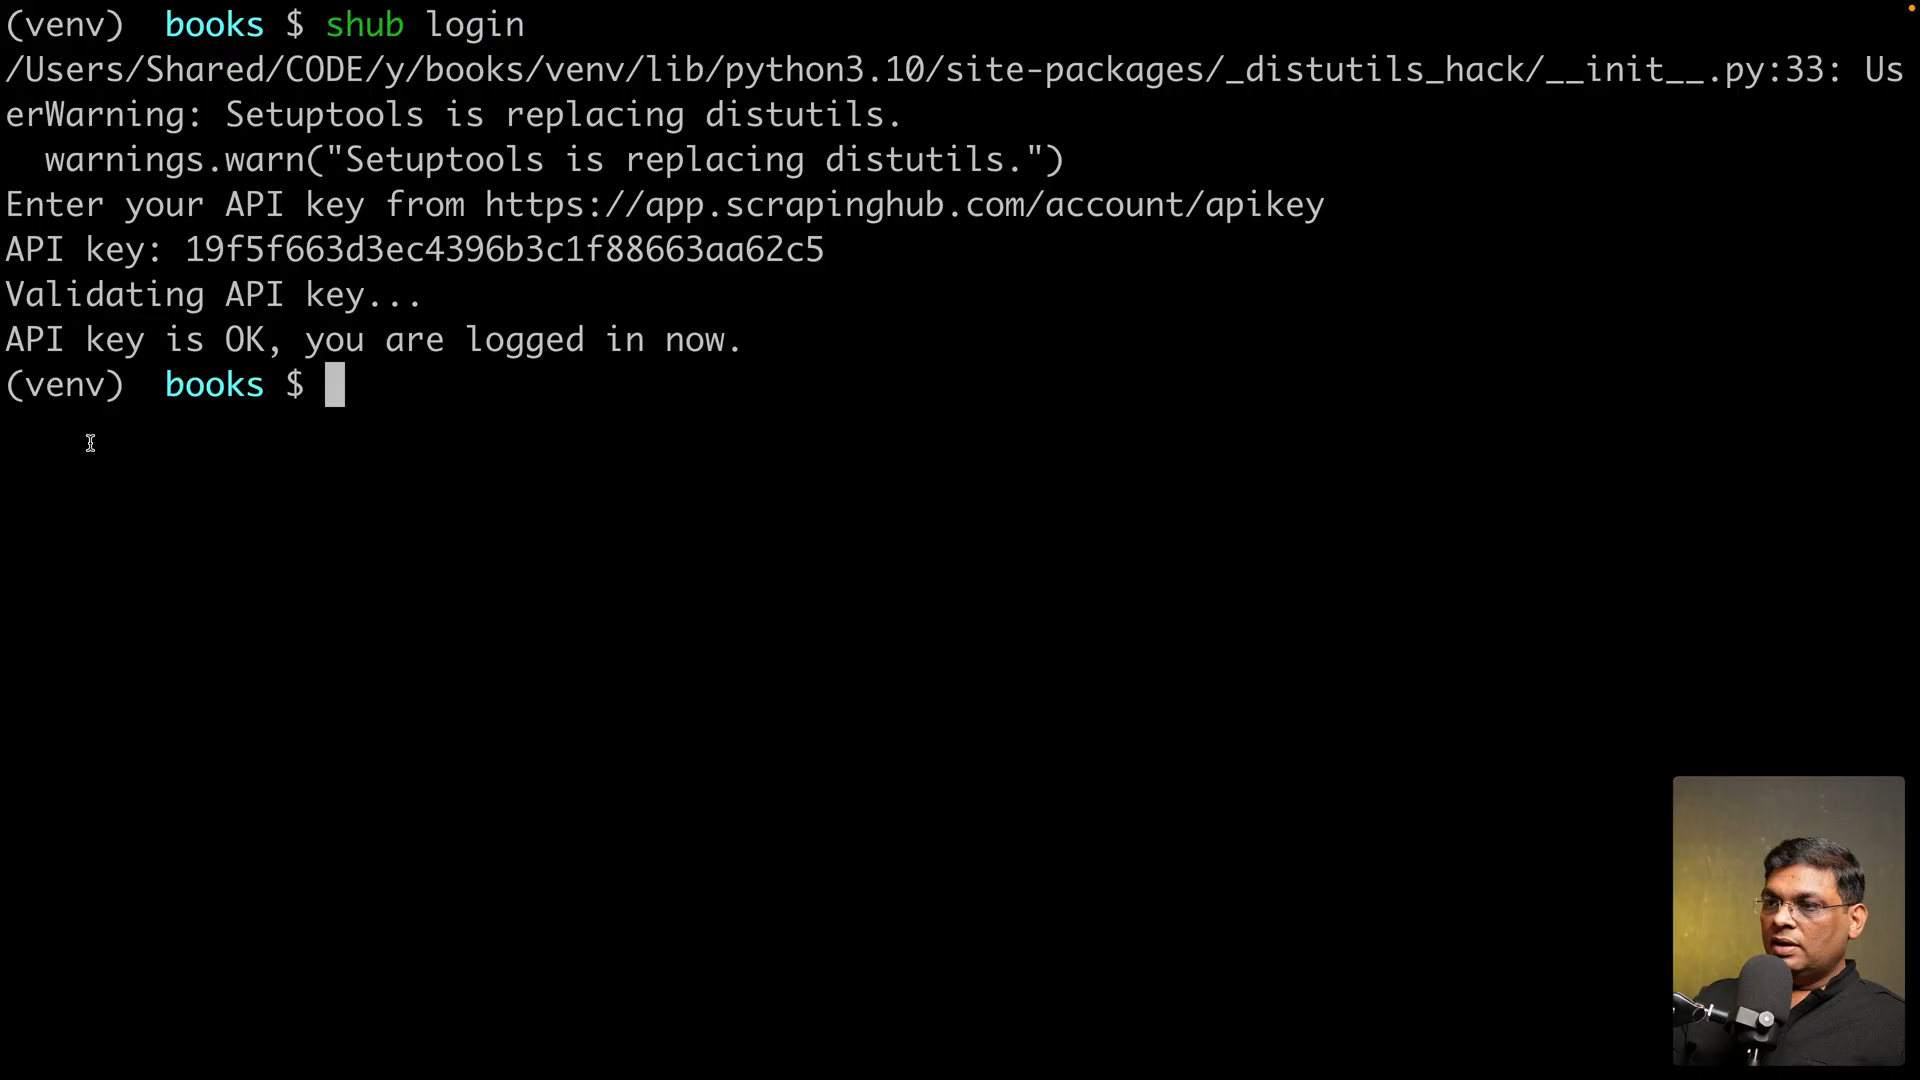 (venv)  books $ shub login
/Users/Shared/CODE/y/books/venv/lib/python3.10/site-packages/_distutils_hack/__init__.py:33: Us
erWarning: Setuptools is replacing distutils.
  warnings.warn("Setuptools is replacing distutils.")
Enter your API key from https://app.scrapinghub.com/account/apikey
API key: 19f5f663d3ec4396b3c1f88663aa62c5
Validating API key...
API key is OK, you are logged in now.
(venv)  books $